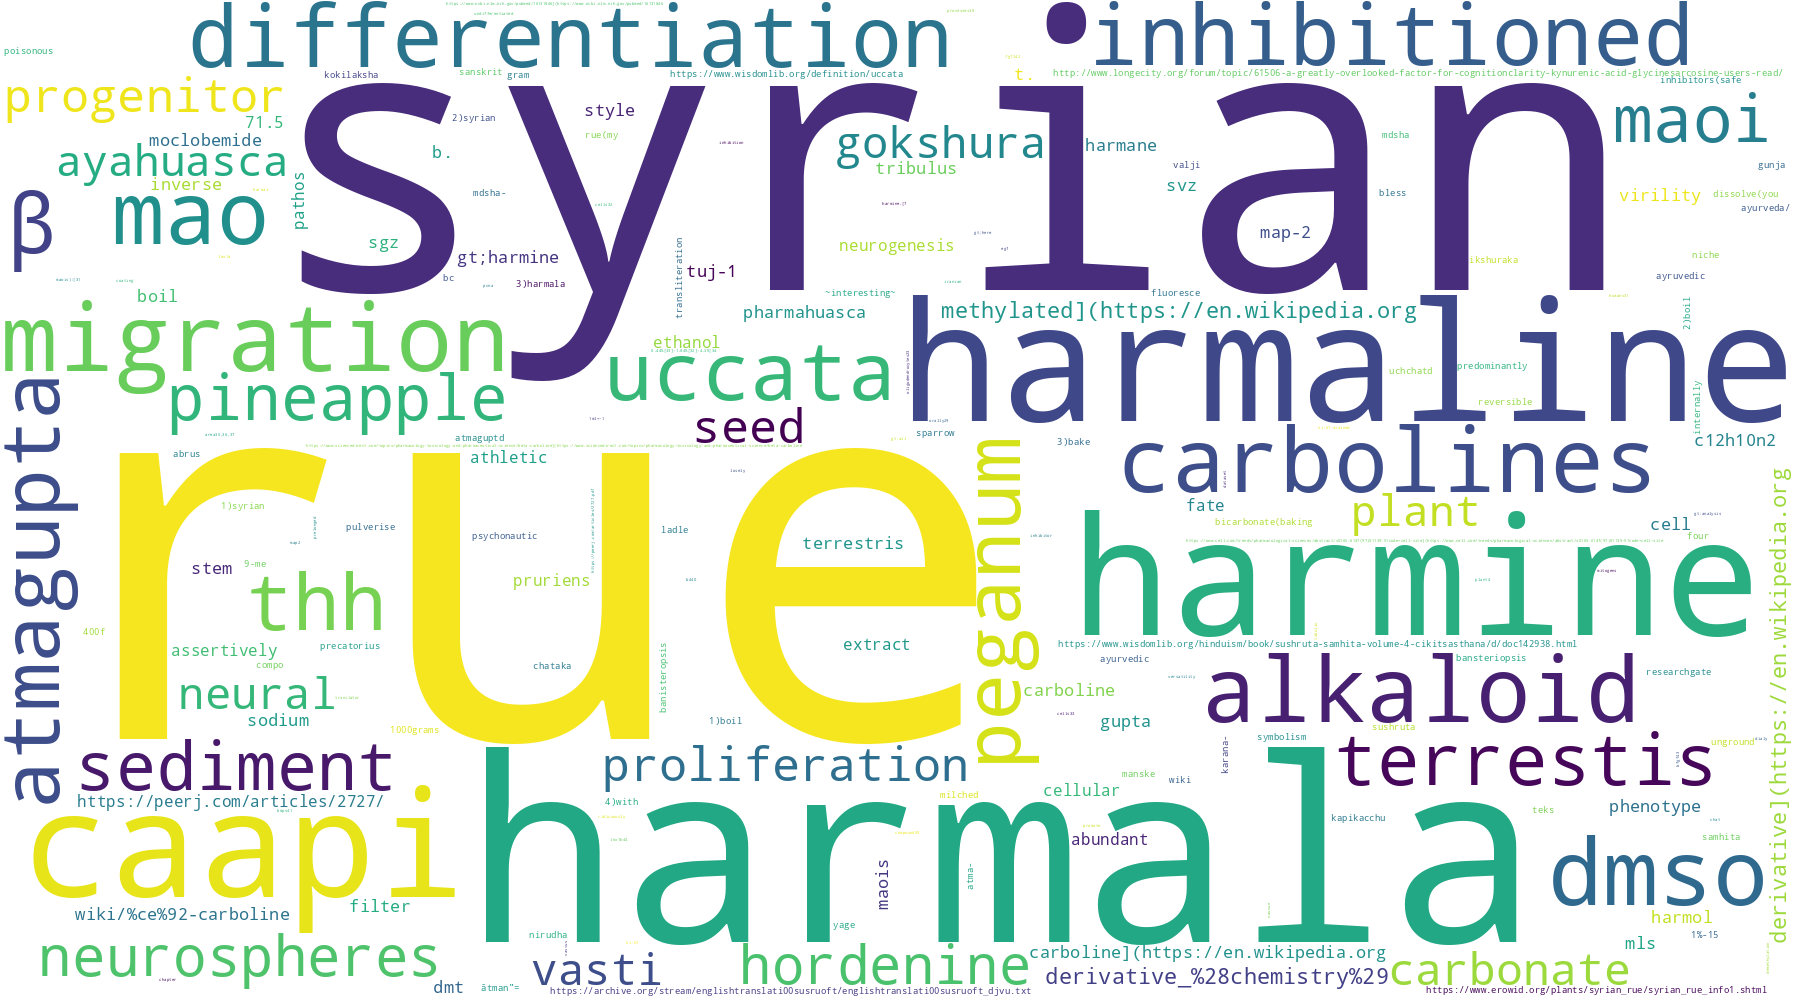 differentiation
inhibitioned
poisonous
kokilaksha
sanskrit
gram
https://www.wisdomlib.org/definition/uccata
t.
http://www.longecity.org/forum/topic/61506-a-greatly-overlooked-factor-for-cognitionclarity-kynurenic-acid-glycinesarcosine-users-read/
inhibitors(safe
progenitor
syrian
71.5
2)syrian
style
maoi
moclobemide
b.
rue(my
gokshura
harmane
mdsha
ayahuasca
tribulus
valji
gunja
inverse
pathos
mdsha-
svz
bless
virility
dissolve(you
β
mao
ayurveda/
sgz
neurogenesis
map-2
gt;harmine
tuj-1
transliteration
ikshuraka
niche
bc
3)harmala
ayruvedic
boil
~interesting~
fluoresce
2)boil
migration
pharmahuasca
methylated](https://en.wikipedia.org
harmaline
ethanol
uccata
uchchatd
predominantly
atmagupta
pineapple
internally
reversible
seed
sparrow
3)bake
c12h10n2
atmaguptd
rue
abrus
athletic
peganum
carbolines
derivative](https://en.wikipedia.org
1)syrian
fate
plant
pulverise
psychonautic
ladle
terrestris
bicarbonate(baking
cell
four
stem
9-me
thh
pruriens
harmine
400f
assertively
precatorius
extract
https://www.wisdomlib.org/hinduism/book/sushruta-samhita-volume-4-cikitsasthana/d/doc142938.html
compo
chataka
banisteropsis
ayurvedic
bansteriopsis
neural
carboline
alkaloid
researchgate
sodium
1)boil
gupta
1000grams
sushruta
symbolism
sediment
proliferation
karana-
terrestis
unground
manske
wiki
https://peerj.com/articles/2727/
cellular
milched
caapi
4)with
harmala
teks
phenotype
kapikacchu
abundant
samhita
maois
atma-
dmso
filter
wiki/%ce%92-carboline
harmol
yage
nirudha
1%-15
mls
neurospheres
vasti
hordenine
carboline](https://en.wikipedia.org
carbonate
derivative_%28chemistry%29
dmt
ātman"=
https://archive.org/stream/englishtranslati00susruoft/englishtranslati00susruoft_djvu.txt
https://www.erowid.org/plants/syrian_rue/syrian_rue_info1.shtml